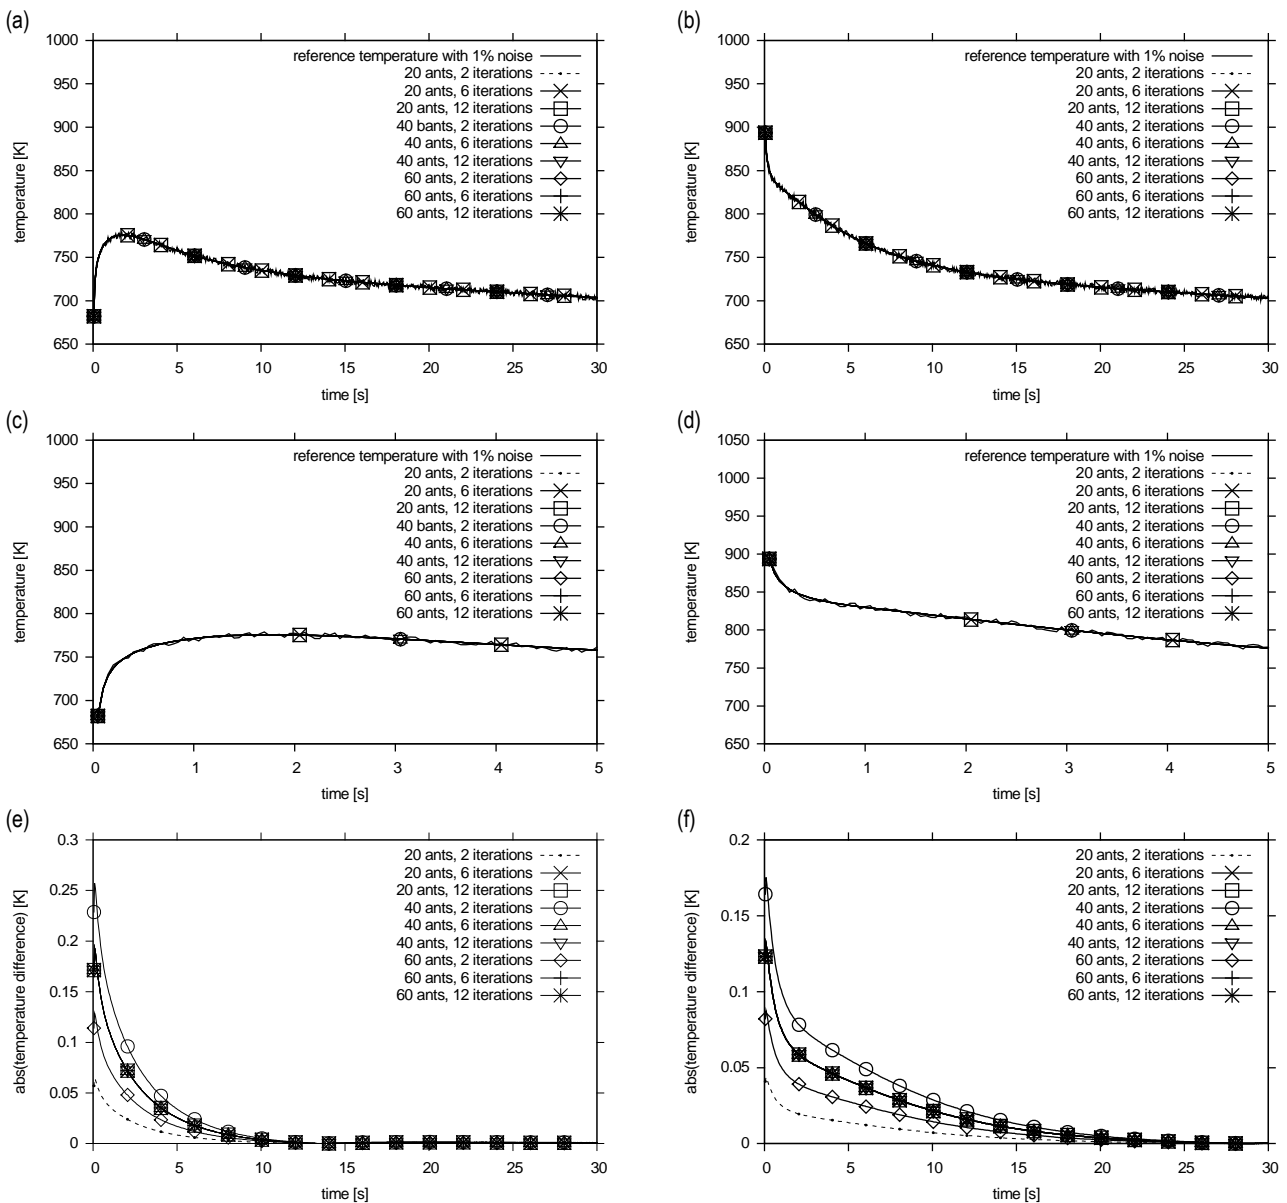 (a)
1000
950
900
850
800
750
700
650
temperature [K]
reference temperature with 1% noise
20 ants, 2 iterations
20 ants, 6 iterations
20 ants, 12 iterations
40 bants, 2 iterations
40 ants, 6 iterations
40 ants, 12 iterations
60 ants, 2 iterations
60 ants, 6 iterations
60 ants, 12 iterations
0 5 10 15 20 25 30
time [s]
(b)
1000
950
900
850
800
750
700
650
temperature [K]
reference temperature with 1% noise
20 ants, 2 iterations
20 ants, 6 iterations
20 ants, 12 iterations
40 ants, 2 iterations
40 ants, 6 iterations
40 ants, 12 iterations
60 ants, 2 iterations
60 ants, 6 iterations
60 ants, 12 iterations
0 5 10 15 20 25 30
time [s]
(c)
1000
950
900
850
800
750
700
650
temperature [K]
reference temperature with 1% noise
20 ants, 2 iterations
20 ants, 6 iterations
20 ants, 12 iterations
40 bants, 2 iterations
40 ants, 6 iterations
40 ants, 12 iterations
60 ants, 2 iterations
60 ants, 6 iterations
60 ants, 12 iterations
0 1 2 3 4 5
time [s]
(d)
1050
1000
950
900
850
800
750
700
650
temperature [K]
reference temperature with 1% noise
20 ants, 2 iterations
20 ants, 6 iterations
20 ants, 12 iterations
40 ants, 2 iterations
40 ants, 6 iterations
40 ants, 12 iterations
60 ants, 2 iterations
60 ants, 6 iterations
60 ants, 12 iterations
0 1 2 3 4 5
time [s]
(e)
0.3
0.25
0.2
0.15
0.1
0.05
0
abs(temperature difference) [K]
20 ants, 2 iterations
20 ants, 6 iterations
20 ants, 12 iterations
40 ants, 2 iterations
40 ants, 6 iterations
40 ants, 12 iterations
60 ants, 2 iterations
60 ants, 6 iterations
60 ants, 12 iterations
0 5 10 15 20 25 30
time [s]
(f)
0.2
0.15
0.1
0.05
0
abs(temperature difference) [K]
20 ants, 2 iterations
20 ants, 6 iterations
20 ants, 12 iterations
40 ants, 2 iterations
40 ants, 6 iterations
40 ants, 12 iterations
60 ants, 2 iterations
60 ants, 6 iterations
60 ants, 12 iterations
0 5 10 15 20 25 30
time [s]